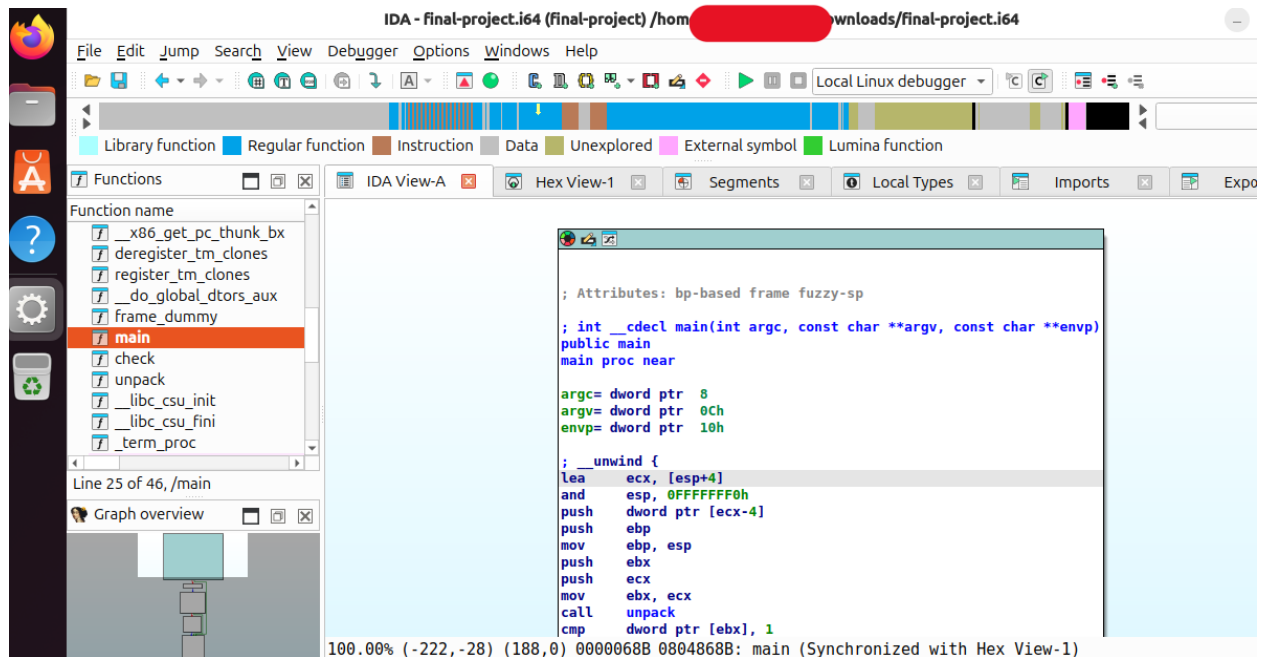 IDA - final-project.i64 (final-project) /hom ownloads/final-project.i64
File Edit Jump Search View Debugger Options Windows Help
Local Linux debugger
Library function Regular function Instruction Data Unexplored External symbol Lumina function
Functions
IDA View-A Hex View-1 Segments Local Types Imports Expo
Function name
__x86_get_pc_thunk_bx
deregister_tm_clones
register_tm_clones
__do_global_dtors_aux
frame_dummy
main
check
unpack
__libc_csu_init
__libc_csu_fini
_term_proc
Line 25 of 46, /main
Graph overview
; Attributes: bp-based frame fuzzy-sp
; int __cdecl main(int argc, const char **argv, const char **envp)
public main
main proc near
argc= dword ptr  8
argv= dword ptr  0Ch
envp= dword ptr  10h
; __unwind {
lea     ecx, [esp+4]
and     esp, 0FFFFFFF0h
push    dword ptr [ecx-4]
push    ebp
mov     ebp, esp
push    ebx
push    ecx
mov     ebx, ecx
call    unpack
cmp     dword ptr [ebx], 1
100.00% (-222,-28) (188,0) 0000068B 0804868B: main (Synchronized with Hex View-1)